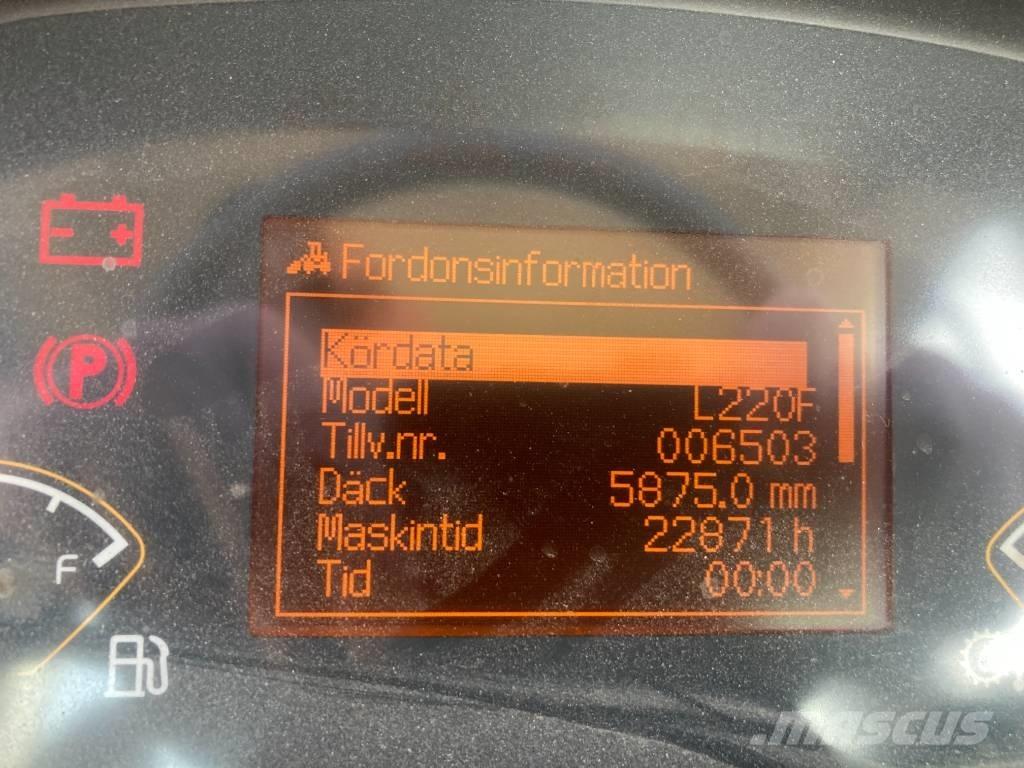 Fordonsinformation
Kördata
Modell L220F
Tillv.nr. 006503
Däck 5875.0 mm
Maskintid 22871 h
Tid 00:00
P
F
mascus